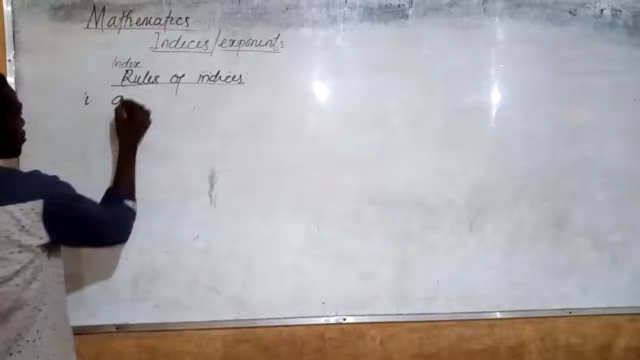 Mathematics
Indices/exponents
Index
Rules of indices
i a